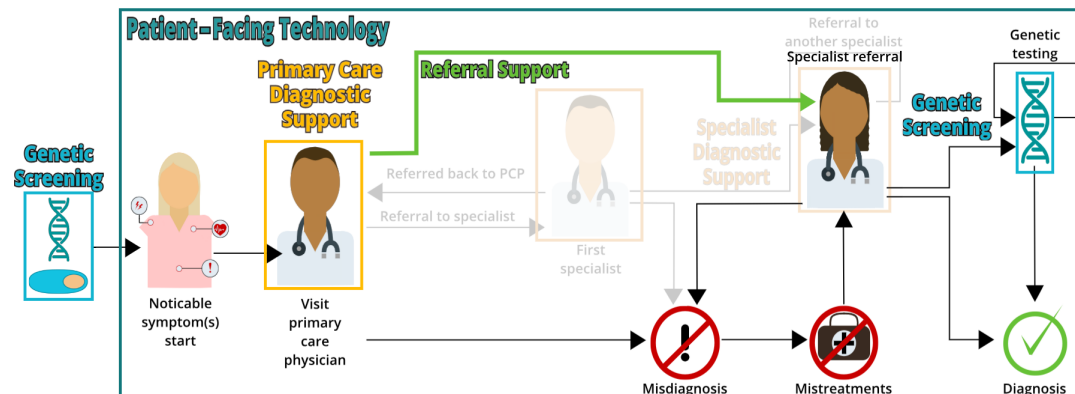 Patient-Facing Technology
Primary Care
Diagnostic
Support
Referral Support
Referral to
another specialist
Specialist referral
Genetic
testing
Genetic
Screening
Specialist
Diagnostic
Support
Genetic
Screening
Referred back to PCP
Referral to specialist
First
specialist
Noticable
symptom(s)
start
Visit
primary
care
physician
Misdiagnosis
Mistreatments
Diagnosis